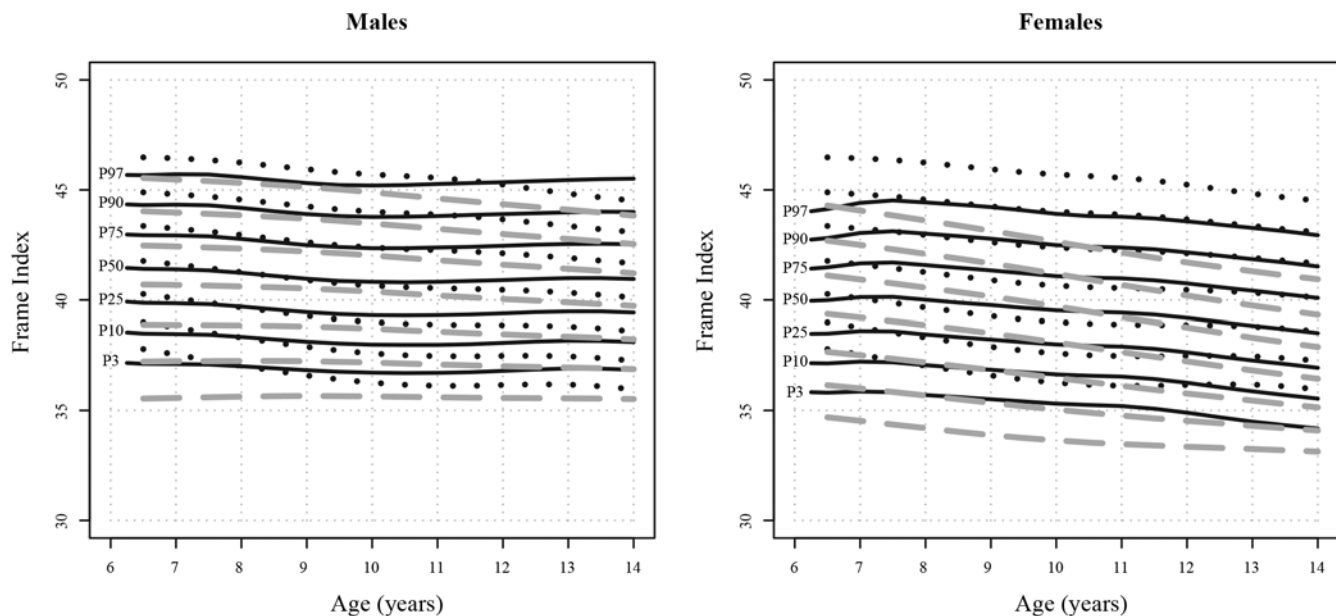 Males
Females
Frame Index
50
45
40
35
30
P97
P90
P75
P50
P25
P10
P3
6 7 8 9 10 11 12 13 14
Age (years)
Frame Index
50
45
40
35
30
P97
P90
P75
P50
P25
P10
P3
6 7 8 9 10 11 12 13 14
Age (years)